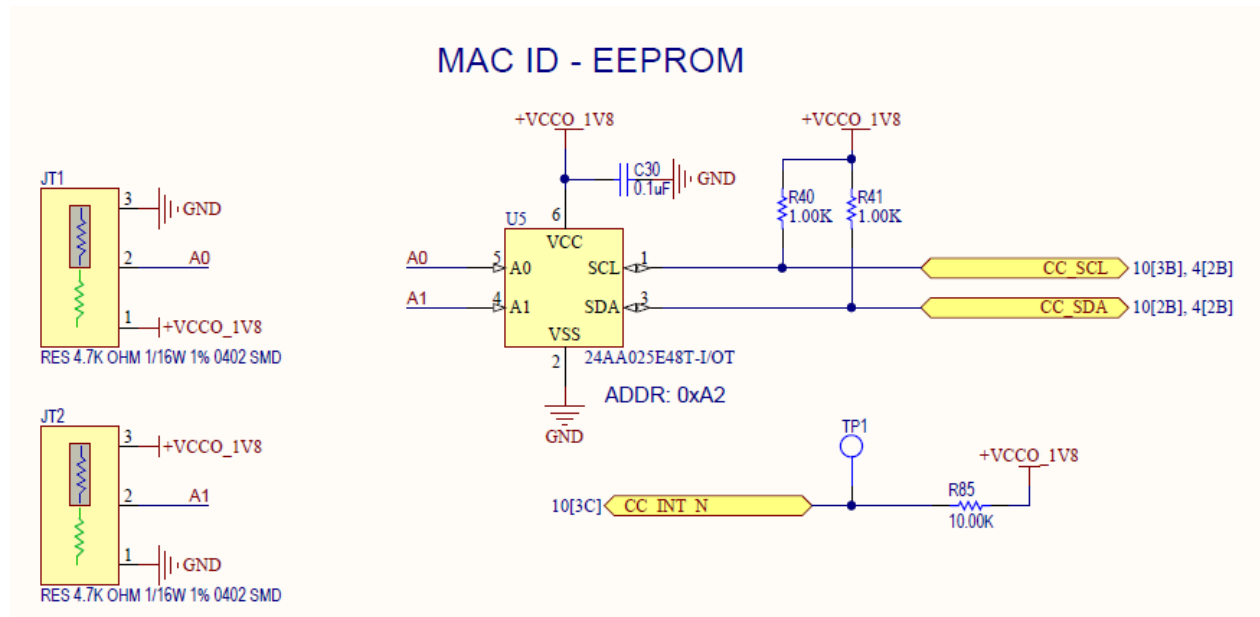 MAC ID - EEPROM
JT1
3
GND
2
A0
1
+VCCO_1V8
RES 4.7K OHM 1/16W 1% 0402 SMD
JT2
3
+VCCO_1V8
2
A1
1
GND
RES 4.7K OHM 1/16W 1% 0402 SMD
+VCCO_1V8
C30
0.1uF
GND
U5
6
VCC
A0
5
A0
SCL
1
A1
4
A1
SDA
3
VSS
2
24AA025E48T-I/OT
ADDR: 0xA2
GND
+VCCO_1V8
R40
1.00K
R41
1.00K
CC_SCL
10[3B], 4[2B]
CC_SDA
10[2B], 4[2B]
TP1
+VCCO_1V8
10[3C]
CC_INT_N
R85
10.00K